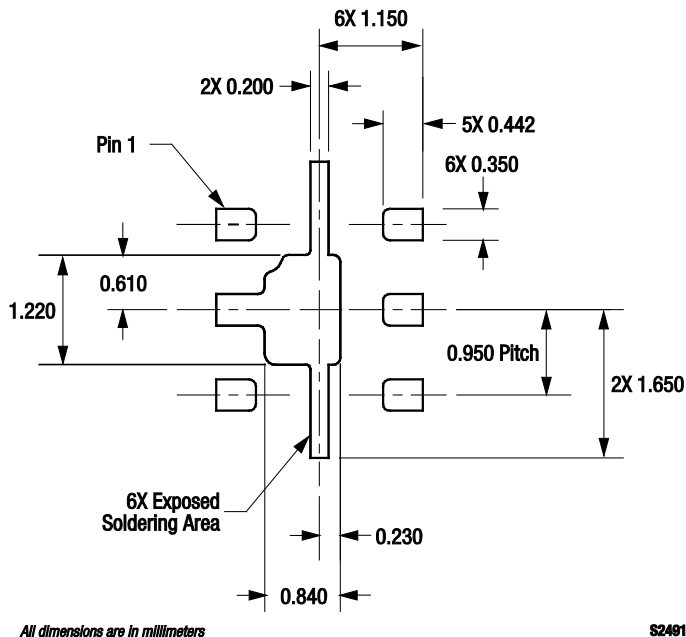 6X 1.150
2X 0.200
5X 0.442
Pin 1
6X 0.350
0.610
1.220
0.950 Pitch
2X 1.650
6X Exposed
Soldering Area
0.230
0.840
All dimensions are in millimeters
S2491